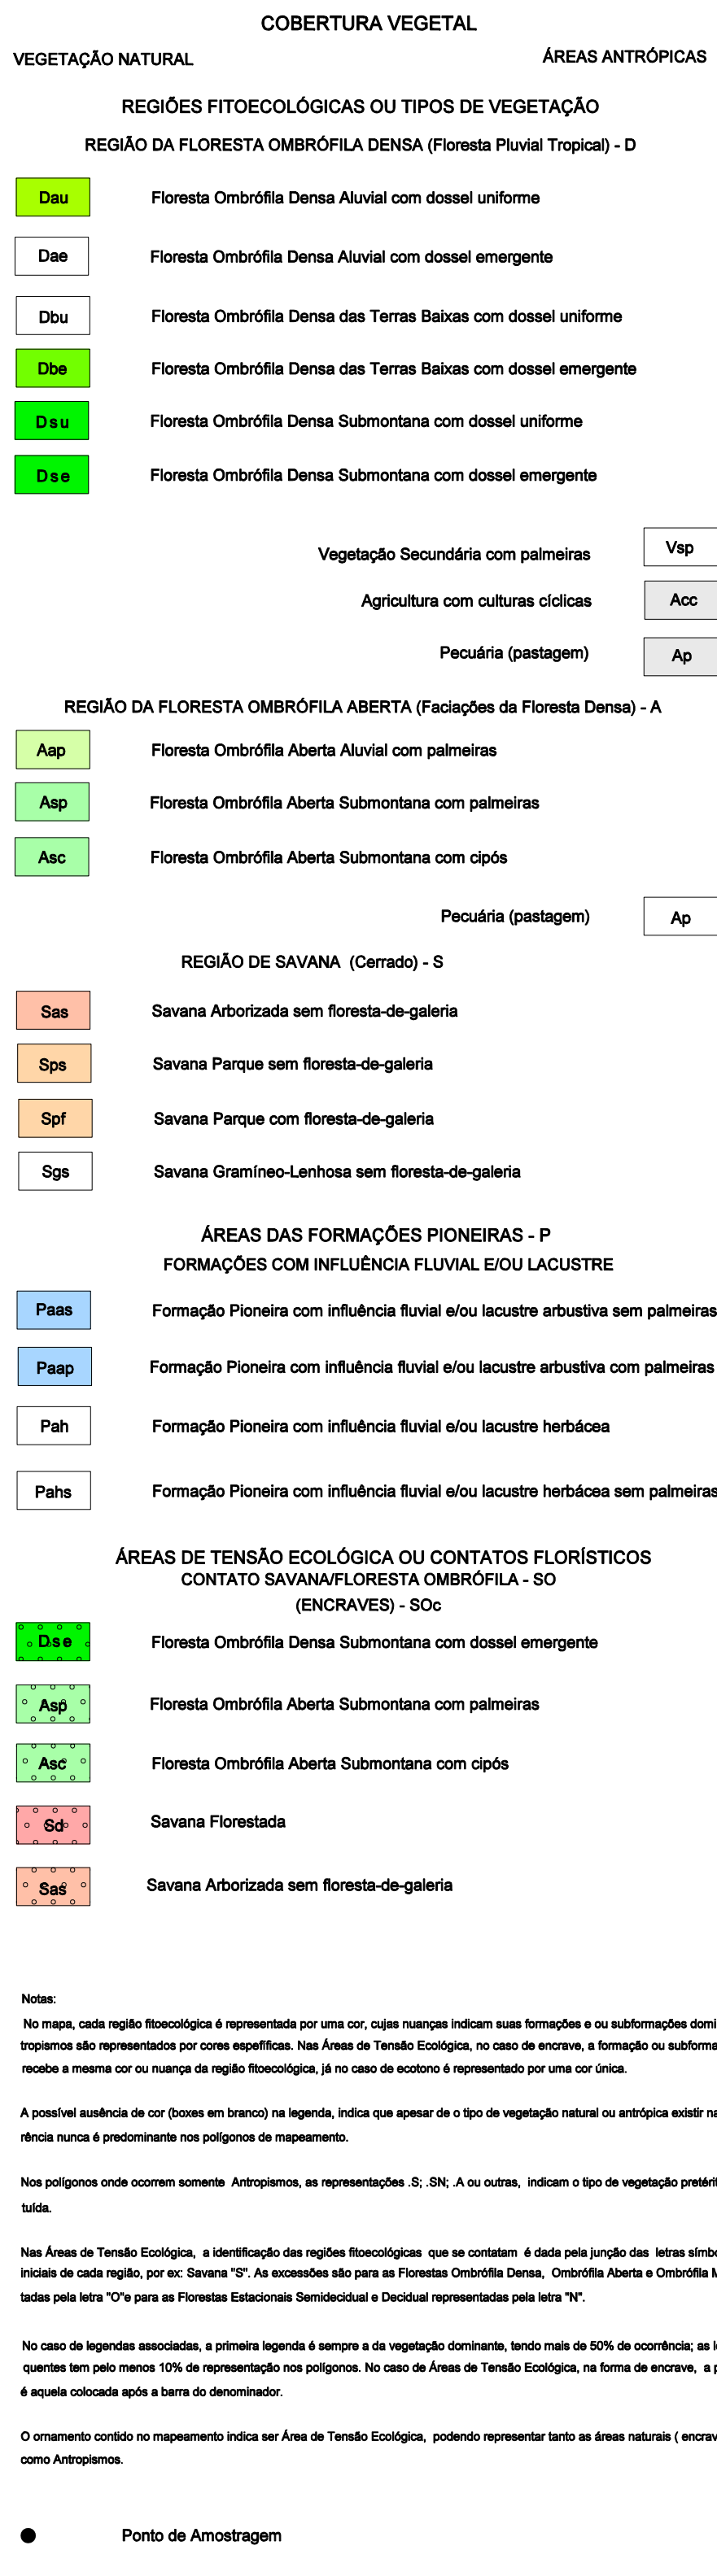 COBERTURA VEGETAL
VEGETAÇÃO NATURAL
ÁREAS ANTRÓPICAS
REGIÕES FITOECOLÓGICAS OU TIPOS DE VEGETAÇÃO
REGIÃO DA FLORESTA OMBRÓFILA DENSA (Floresta Pluvial Tropical) - D
Dau Floresta Ombrófila Densa Aluvial com dossel uniforme
Dae Floresta Ombrófila Densa Aluvial com dossel emergente
Dbu Floresta Ombrófila Densa das Terras Baixas com dossel uniforme
Dbe Floresta Ombrófila Densa das Terras Baixas com dossel emergente
Dsu Floresta Ombrófila Densa Submontana com dossel uniforme
Dse Floresta Ombrófila Densa Submontana com dossel emergente
Vegetação Secundária com palmeiras Vsp
Agricultura com culturas cíclicas Acc
Pecuária (pastagem) Ap
REGIÃO DA FLORESTA OMBRÓFILA ABERTA (Faciações da Floresta Densa) - A
Aap Floresta Ombrófila Aberta Aluvial com palmeiras
Asp Floresta Ombrófila Aberta Submontana com palmeiras
Asc Floresta Ombrófila Aberta Submontana com cipós
Pecuária (pastagem) Ap
REGIÃO DE SAVANA (Cerrado) - S
Sas Savana Arborizada sem floresta-de-galeria
Sps Savana Parque sem floresta-de-galeria
Spf Savana Parque com floresta-de-galeria
Sgs Savana Gramíneo-Lenhosa sem floresta-de-galeria
ÁREAS DAS FORMAÇÕES PIONEIRAS - P
FORMAÇÕES COM INFLUÊNCIA FLUVIAL E/OU LACUSTRE
Paas Formação Pioneira com influência fluvial e/ou lacustre arbustiva sem palmeiras
Paap Formação Pioneira com influência fluvial e/ou lacustre arbustiva com palmeiras
Pah Formação Pioneira com influência fluvial e/ou lacustre herbácea
Pahs Formação Pioneira com influência fluvial e/ou lacustre herbácea sem palmeiras
ÁREAS DE TENSÃO ECOLÓGICA OU CONTATOS FLORÍSTICOS
CONTATO SAVANA/FLORESTA OMBRÓFILA - SO
(ENCRAVES) - SOc
Dse Floresta Ombrófila Densa Submontana com dossel emergente
Asp Floresta Ombrófila Aberta Submontana com palmeiras
Asc Floresta Ombrófila Aberta Submontana com cipós
Sd Savana Florestada
Sas Savana Arborizada sem floresta-de-galeria
Notas:
No mapa, cada região fitoecológica é representada por uma cor, cujas nuanças indicam suas formações e ou subformações domi
tropismos são representados por cores espefíficas. Nas Áreas de Tensão Ecológica, no caso de encrave, a formação ou subforma
recebe a mesma cor ou nuança da região fitoecológica, já no caso de ecotono é representado por uma cor única.
A possível ausência de cor (boxes em branco) na legenda, indica que apesar de o tipo de vegetação natural ou antrópica existir na
rência nunca é predominante nos polígonos de mapeamento.
Nos polígonos onde ocorrem somente Antropismos, as representações .S; .SN; .A ou outras, indicam o tipo de vegetação pretérit
tuída.
Nas Áreas de Tensão Ecológica, a identificação das regiões fitoecológicas que se contatam é dada pela junção das letras símbo
iniciais de cada região, por ex: Savana "S". As excessões são para as Florestas Ombrófila Densa, Ombrófila Aberta e Ombrófila M
tadas pela letra "O"e para as Florestas Estacionais Semidecidual e Decidual representadas pela letra "N".
No caso de legendas associadas, a primeira legenda é sempre a da vegetação dominante, tendo mais de 50% de ocorrência; as le
quentes tem pelo menos 10% de representação nos polígonos. No caso de Áreas de Tensão Ecológica, na forma de encrave, a p
é aquela colocada após a barra do denominador.
O ornamento contido no mapeamento indica ser Área de Tensão Ecológica, podendo representar tanto as áreas naturais ( encrav
como Antropismos.
Ponto de Amostragem